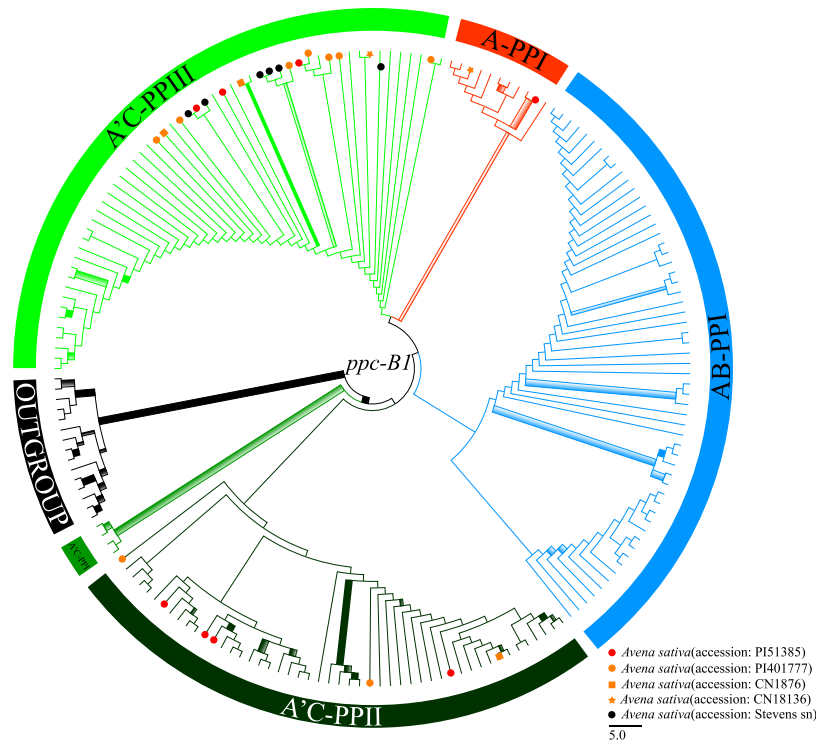 A'C-PPIII
A-PPI
AB-PPI
ppc-B1
OUTGROUP
A'C-PPI
A'C-PPII
Avena sativa(accession: PI51385)
Avena sativa(accession: PI401777)
Avena sativa(accession: CN1876)
Avena sativa(accession: CN18136)
Avena sativa(accession: Stevens sn)
5.0